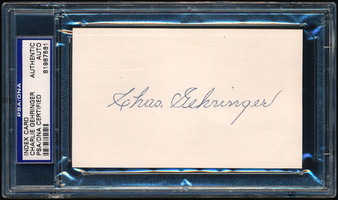 PSA/DNA
INDEX CARD
CHARLIE GEHRINGER
PSA/DNA CERTIFIED
AUTHENTIC
AUTO
81987681
Chas. Gehringer